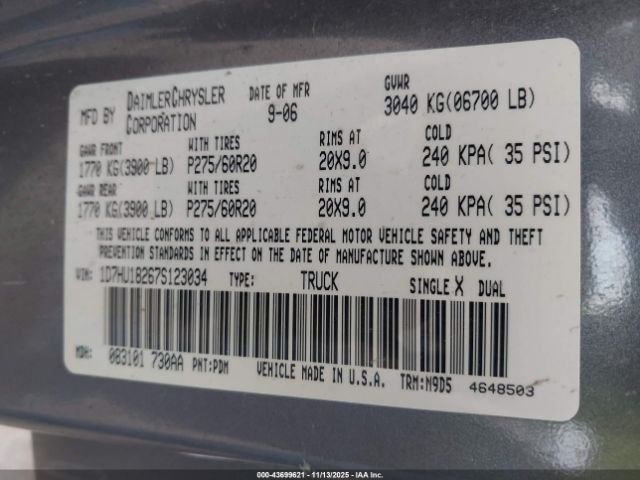 MFD BY DAIMLERCHRYSLER CORPORATION DATE OF MFR 9-06 GVWR 3040 KG(06700 LB)
GAWR FRONT WITH TIRES RIMS AT COLD
1770 KG(3900 LB) P275/60R20 20X9.0 240 KPA( 35 PSI)
GAWR REAR WITH TIRES RIMS AT COLD
1770 KG(3900 LB) P275/60R20 20X9.0 240 KPA( 35 PSI)
THIS VEHICLE CONFORMS TO ALL APPLICABLE FEDERAL MOTOR VEHICLE SAFETY AND THEFT
PREVENTION STANDARDS IN EFFECT ON THE DATE OF MANUFACTURE SHOWN ABOVE.
VIN: 1D7HU18267S123034 TYPE: TRUCK SINGLE X DUAL
MDH: 083101 730AA PNT:PDM VEHICLE MADE IN U.S.A. TRM:N9D5 4648503
000-43699621 - 11/13/2025 - IAAI, Inc.